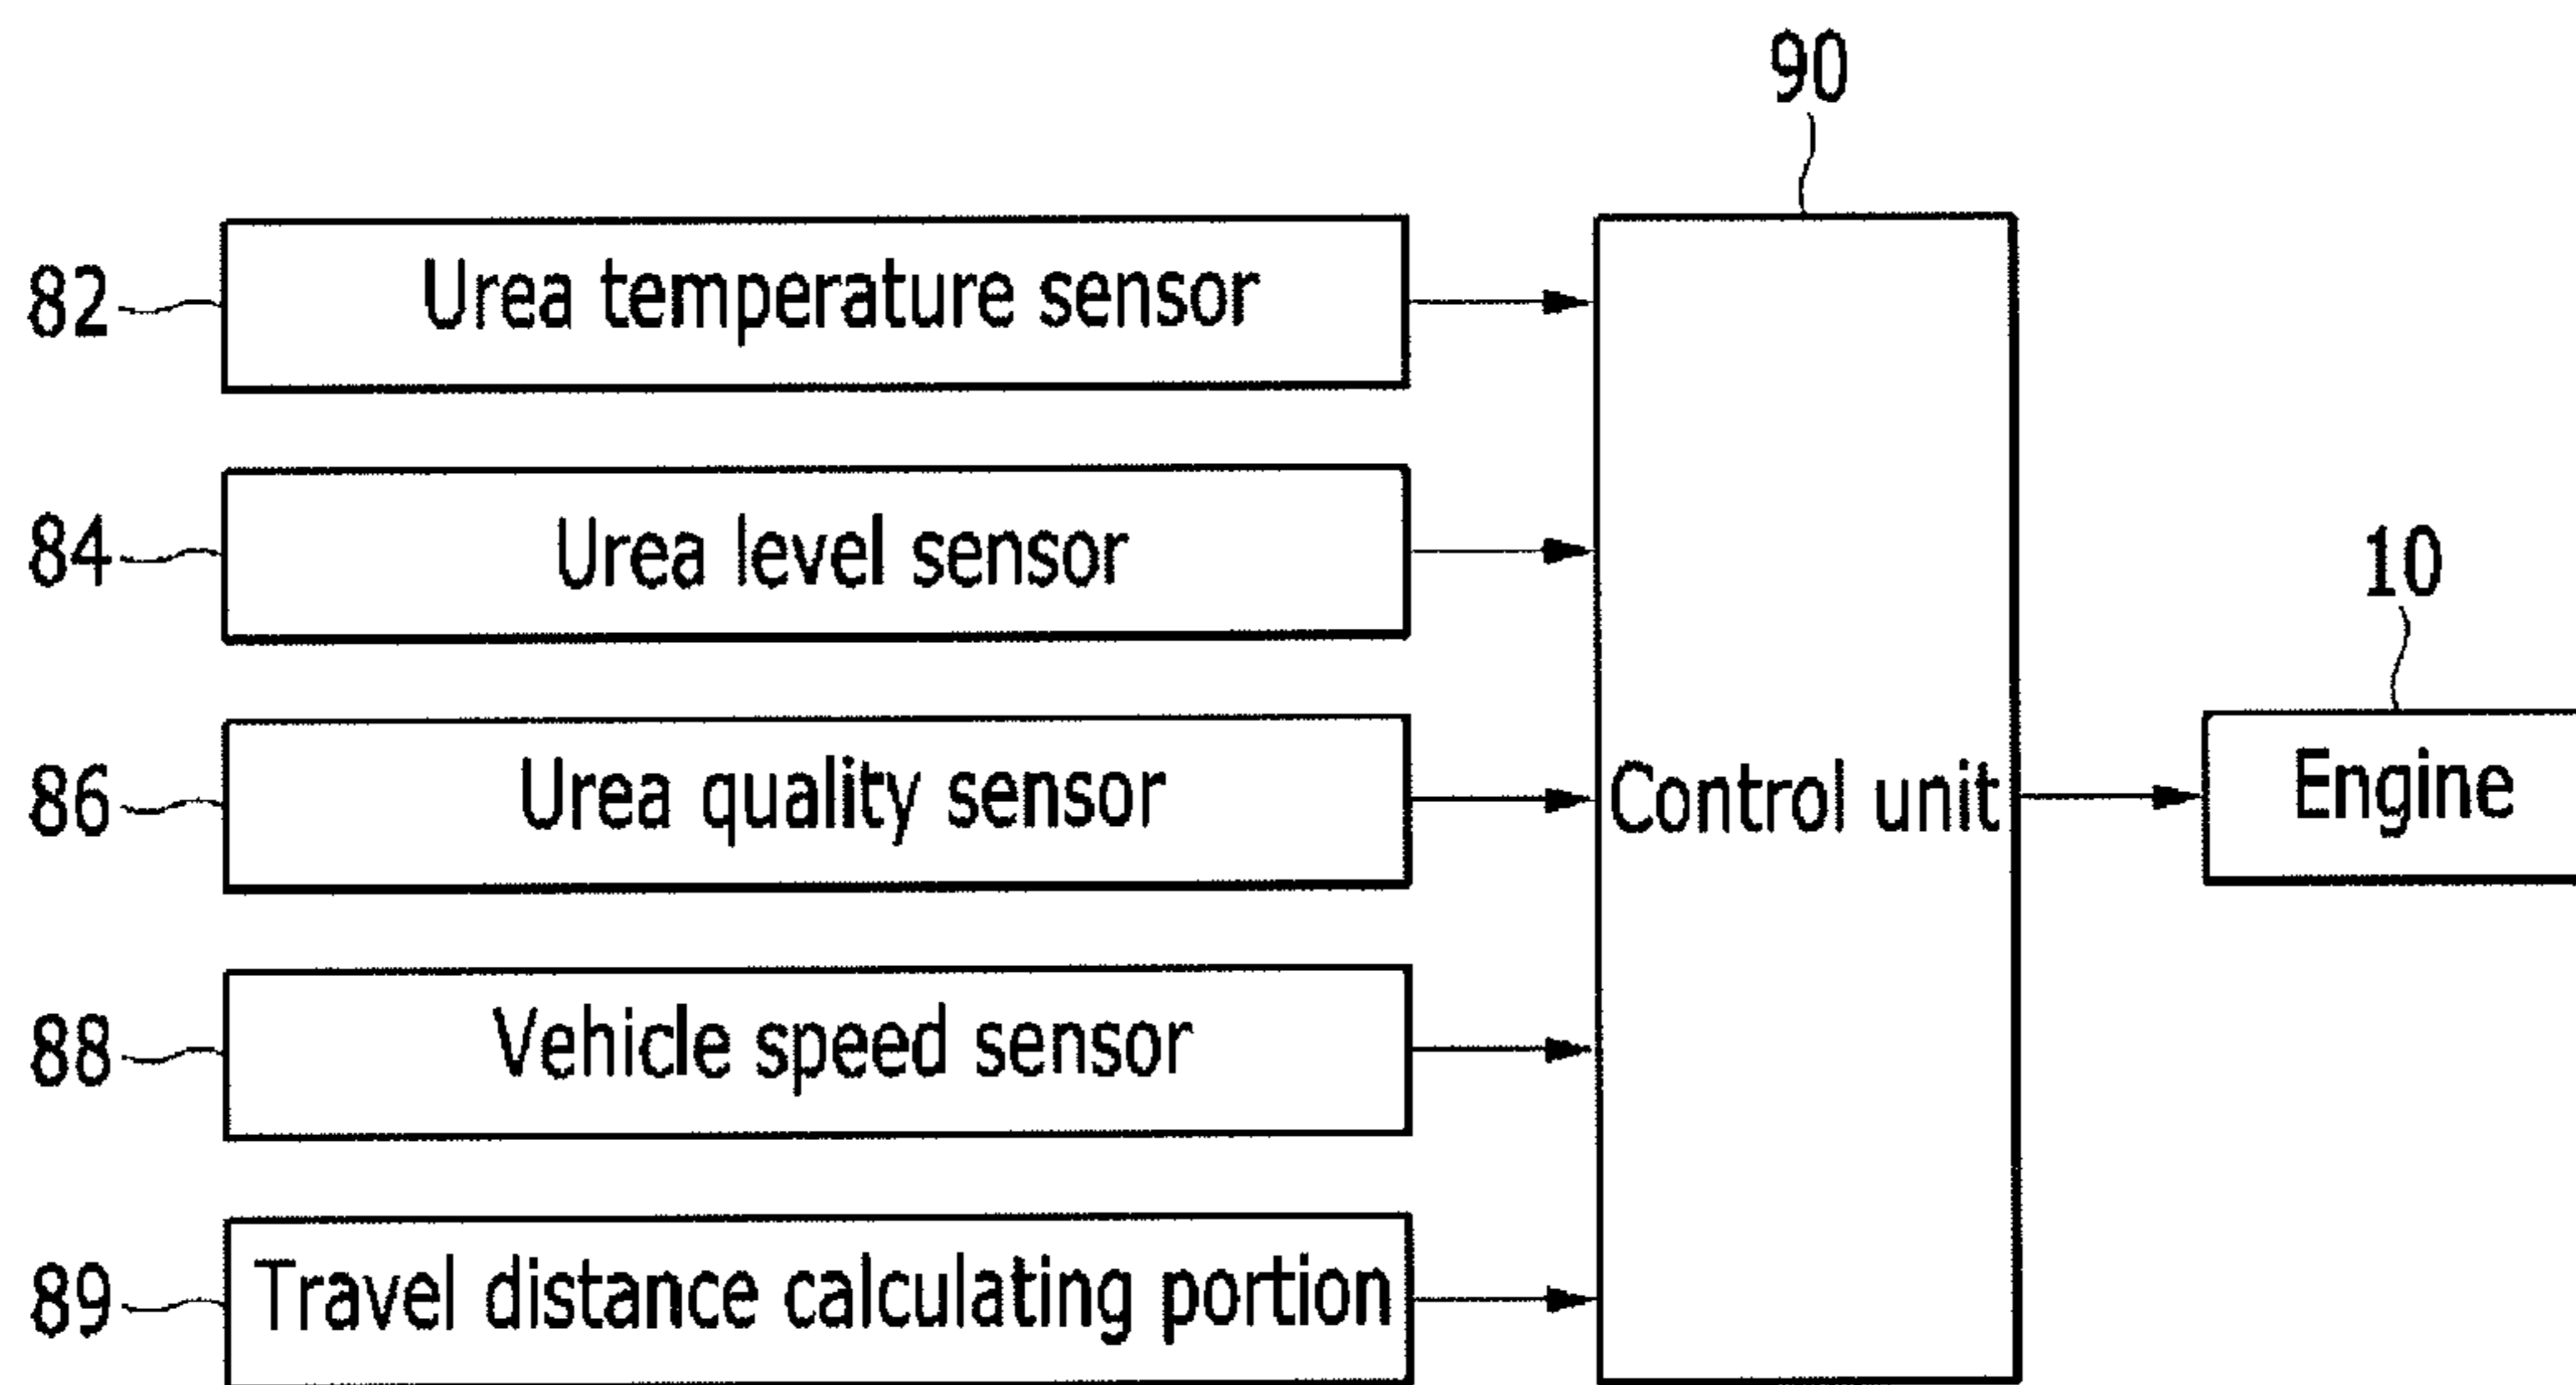 90
82 Urea temperature sensor
84 Urea level sensor
10
86 Urea quality sensor Control unit Engine
88 Vehicle speed sensor
89 Travel distance calculating portion